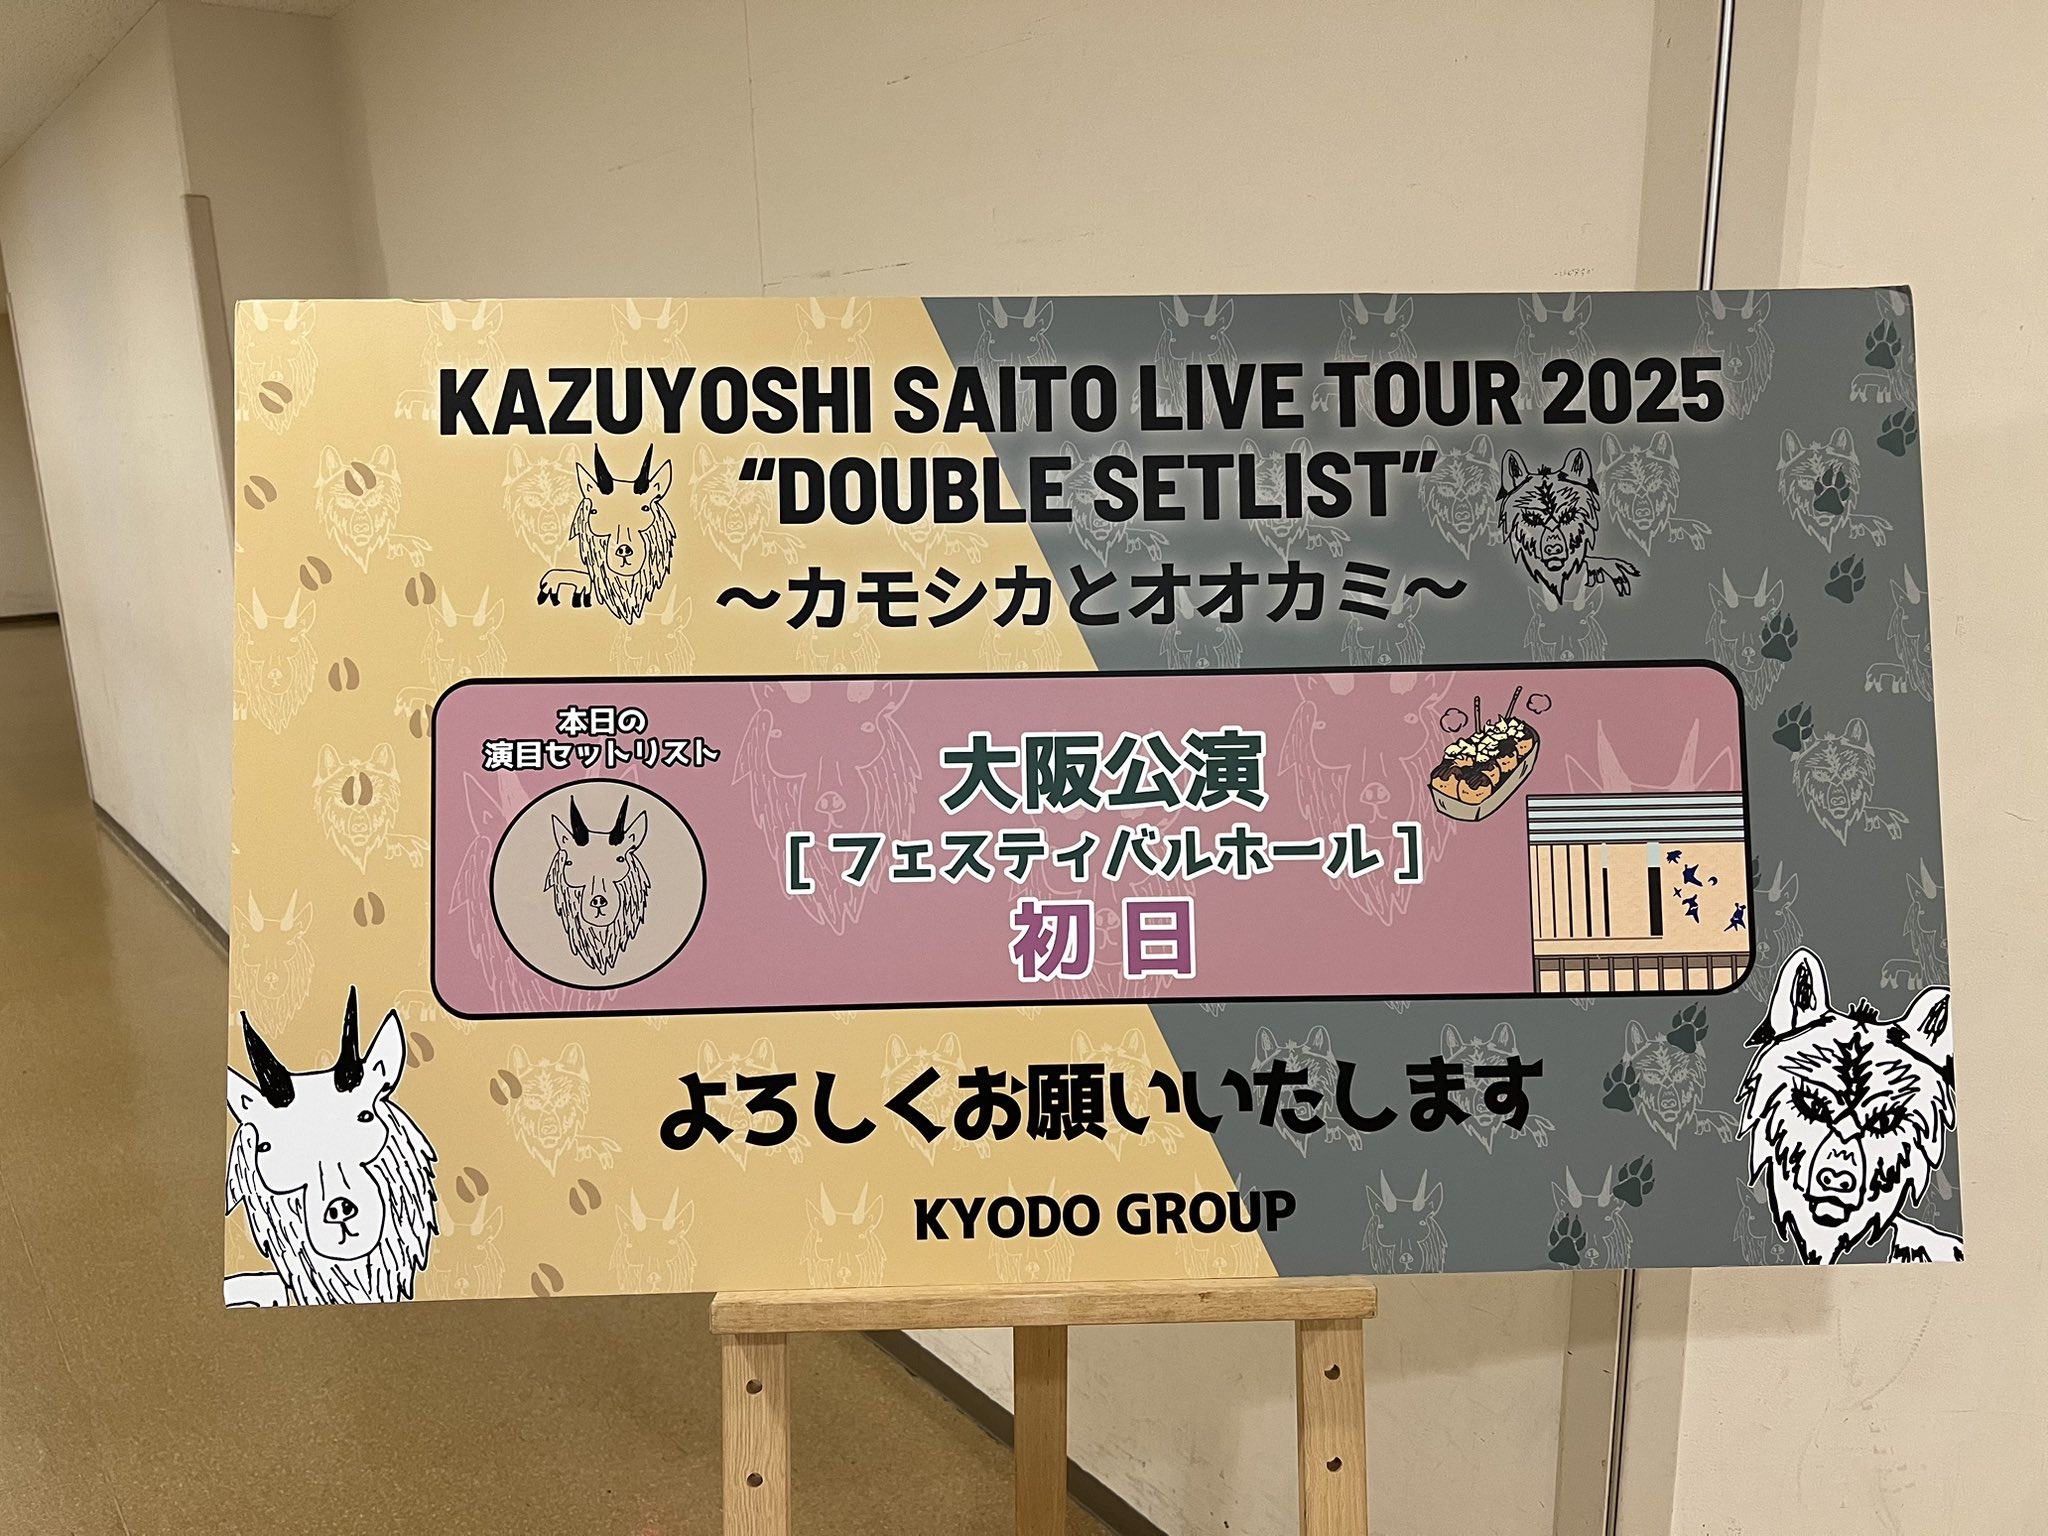 KAZUYOSHI SAITO LIVE TOUR 2025
“DOUBLE SETLIST”
～カモシカとオオカミ～
本日の
演目セットリスト
大阪公演
[ フェスティバルホール ]
初日
よろしくお願いいたします
KYODO GROUP